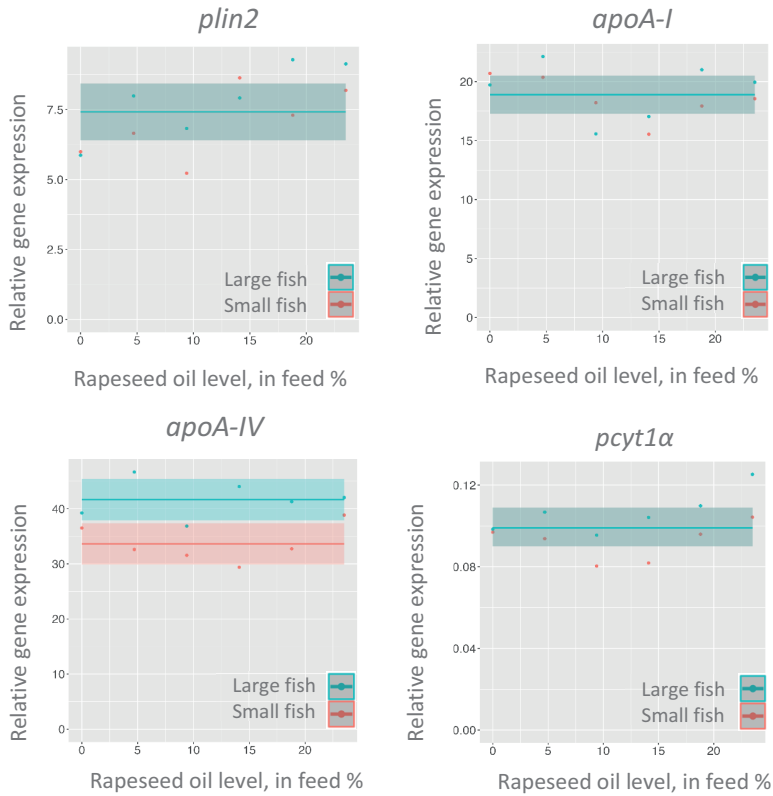 plin2
Relative gene expression
7.5
5.0
2.5
0.0
Large fish
Small fish
0
5
10
15
20
Rapeseed oil level, in feed %
apoA-I
Relative gene expression
20
15
10
5
0
Large fish
Small fish
0
5
10
15
20
Rapeseed oil level, in feed %
apoA-IV
Relative gene expression
40
30
20
10
0
Large fish
Small fish
0
5
10
15
20
Rapeseed oil level, in feed %
pcyt1α
Relative gene expression
0.12
0.08
0.04
0.00
Large fish
Small fish
0
5
10
15
20
Rapeseed oil level, in feed %